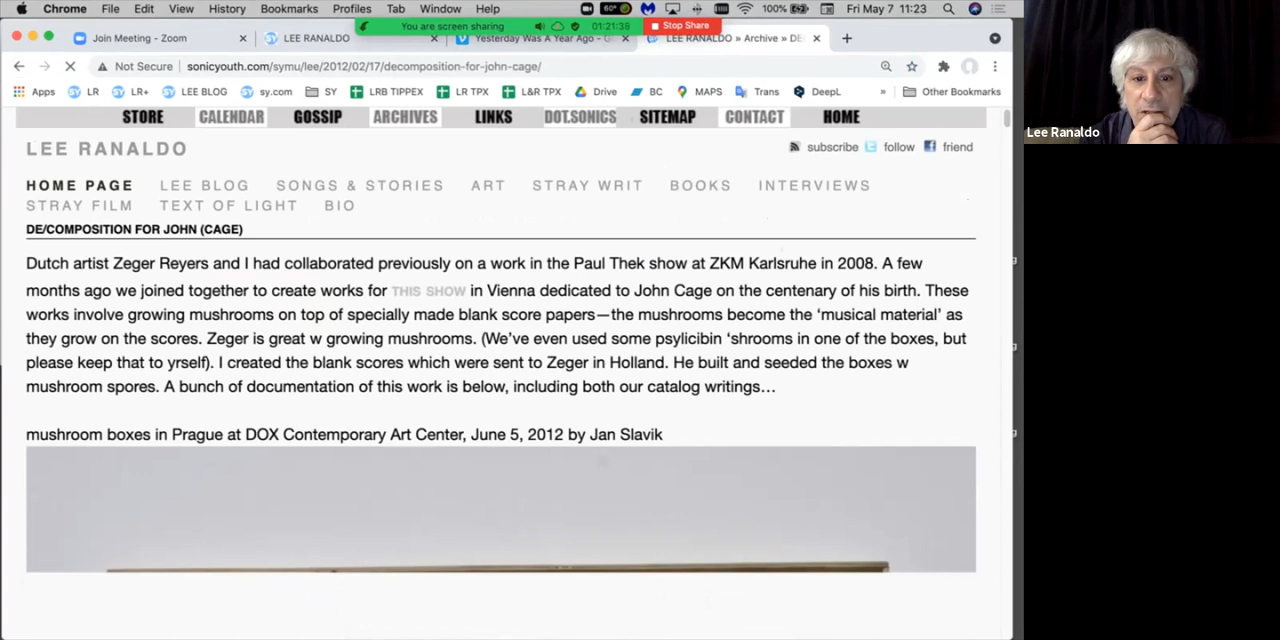 Chrome File Edit View History Bookmarks Profiles Tab Window Help 60° 100% Fri May 7 11:23
You are screen sharing 01:21:38 Stop Share
Join Meeting - Zoom LEE RANALDO Yesterday Was A Year Ago - LEE RANALDO » Archive » DE
Not Secure sonicyouth.com/symu/lee/2012/02/17/decomposition-for-john-cage/
Apps LR LR+ LEE BLOG sy.com SY LRB TIPPEX LR TPX L&R TPX Drive BC MAPS Trans DeepL » Other Bookmarks
STORE CALENDAR GOSSIP ARCHIVES LINKS DOT.SONICS SITEMAP CONTACT HOME
LEE RANALDO subscribe follow friend
HOME PAGE LEE BLOG SONGS & STORIES ART STRAY WRIT BOOKS INTERVIEWS
STRAY FILM TEXT OF LIGHT BIO
DE/COMPOSITION FOR JOHN (CAGE)
Dutch artist Zeger Reyers and I had collaborated previously on a work in the Paul Thek show at ZKM Karlsruhe in 2008. A few
months ago we joined together to create works for THIS SHOW in Vienna dedicated to John Cage on the centenary of his birth. These
works involve growing mushrooms on top of specially made blank score papers—the mushrooms become the ‘musical material’ as
they grow on the scores. Zeger is great w growing mushrooms. (We’ve even used some psylicibin ‘shrooms in one of the boxes, but
please keep that to yrself). I created the blank scores which were sent to Zeger in Holland. He built and seeded the boxes w
mushroom spores. A bunch of documentation of this work is below, including both our catalog writings…
mushroom boxes in Prague at DOX Contemporary Art Center, June 5, 2012 by Jan Slavik
Lee Ranaldo